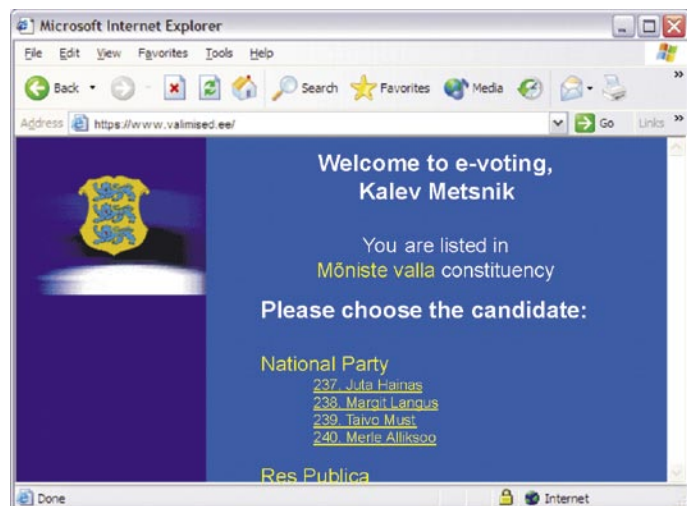 Microsoft Internet Explorer
File Edit View Favorites Tools Help
Back Search Favorites Media
Address https://www.valimised.ee/ Go Links
Welcome to e-voting,
Kalev Metsnik
You are listed in
Mõniste valla constituency
Please choose the candidate:
National Party
237. Juta Hainas
238. Margit Langus
239. Taivo Must
240. Merle Alliksoo
Res Publica
Done Internet